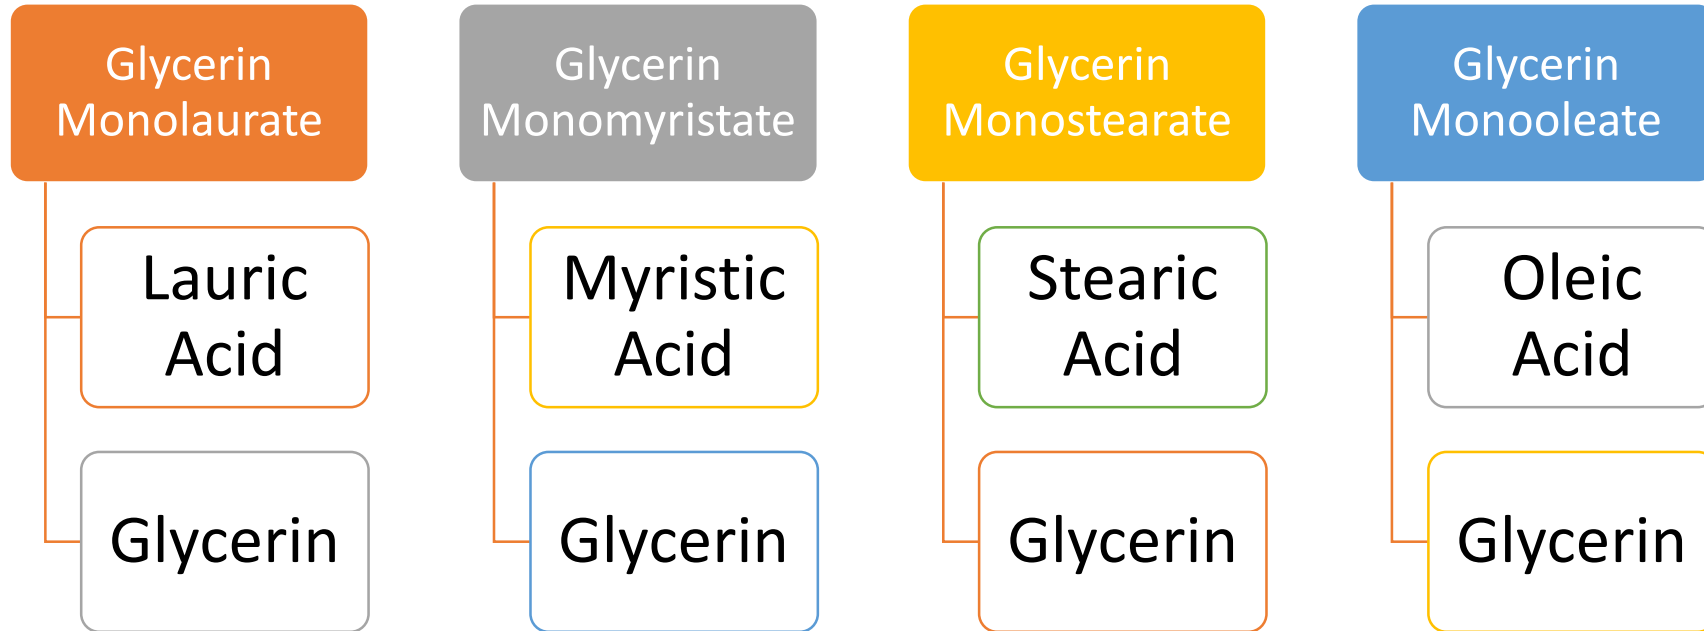 Glycerin
Monolaurate
Lauric
Acid
Glycerin
Glycerin
Monomyristate
Myristic
Acid
Glycerin
Glycerin
Monostearate
Stearic
Acid
Glycerin
Glycerin
Monooleate
Oleic
Acid
Glycerin